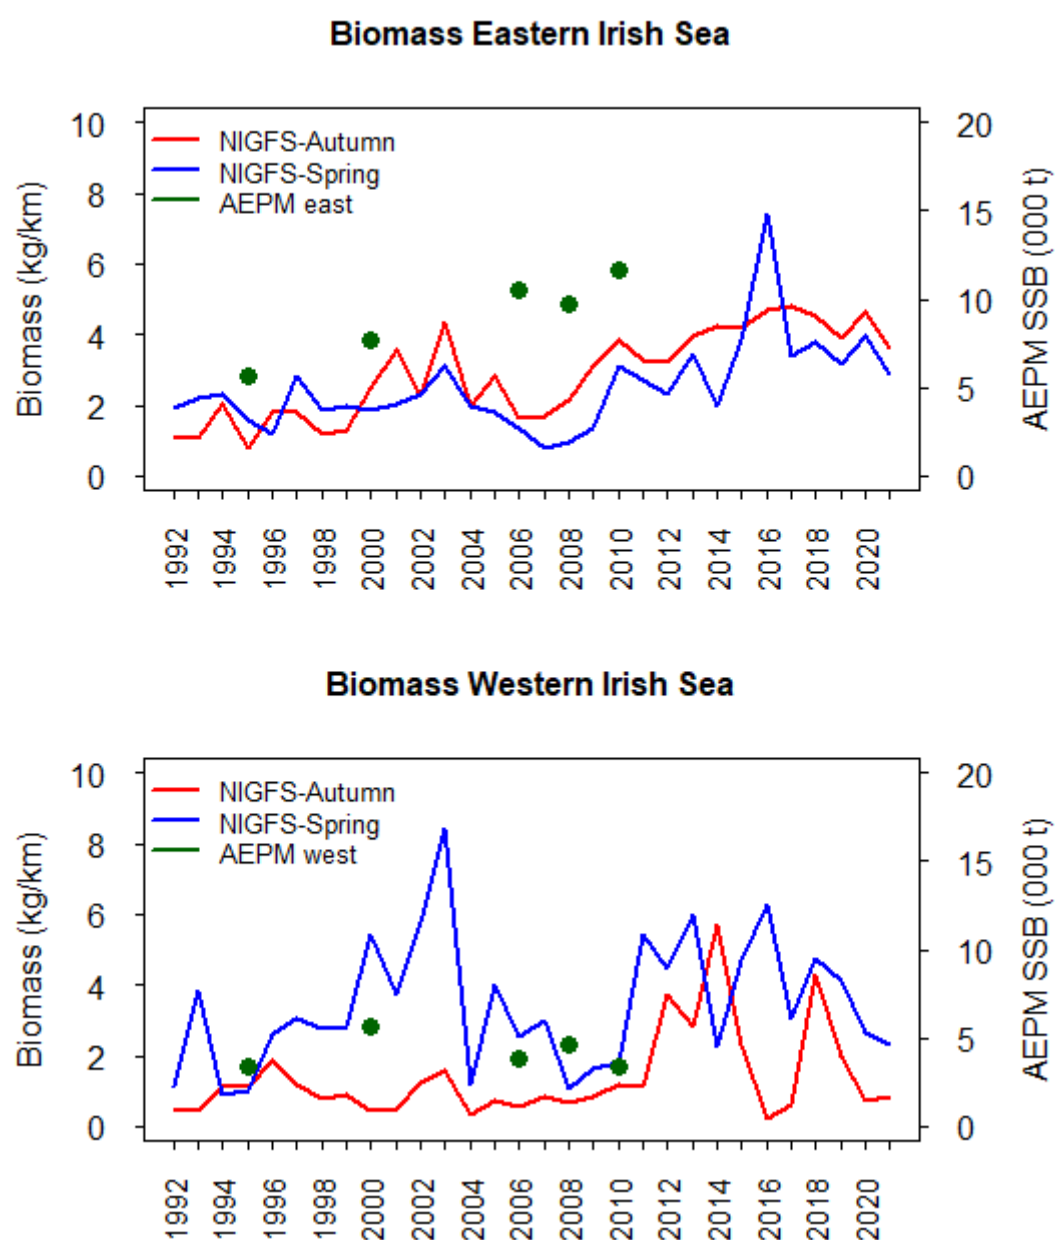 Biomass Eastern Irish Sea
Biomass (kg/km)
10
8
6
4
2
0
NIGFS-Autumn
NIGFS-Spring
AEPM east
20
15
10
5
0
AEPM SSB (000 t)
1992 1994 1996 1998 2000 2002 2004 2006 2008 2010 2012 2014 2016 2018 2020
Biomass Western Irish Sea
Biomass (kg/km)
10
8
6
4
2
0
NIGFS-Autumn
NIGFS-Spring
AEPM west
20
15
10
5
0
AEPM SSB (000 t)
1992 1994 1996 1998 2000 2002 2004 2006 2008 2010 2012 2014 2016 2018 2020